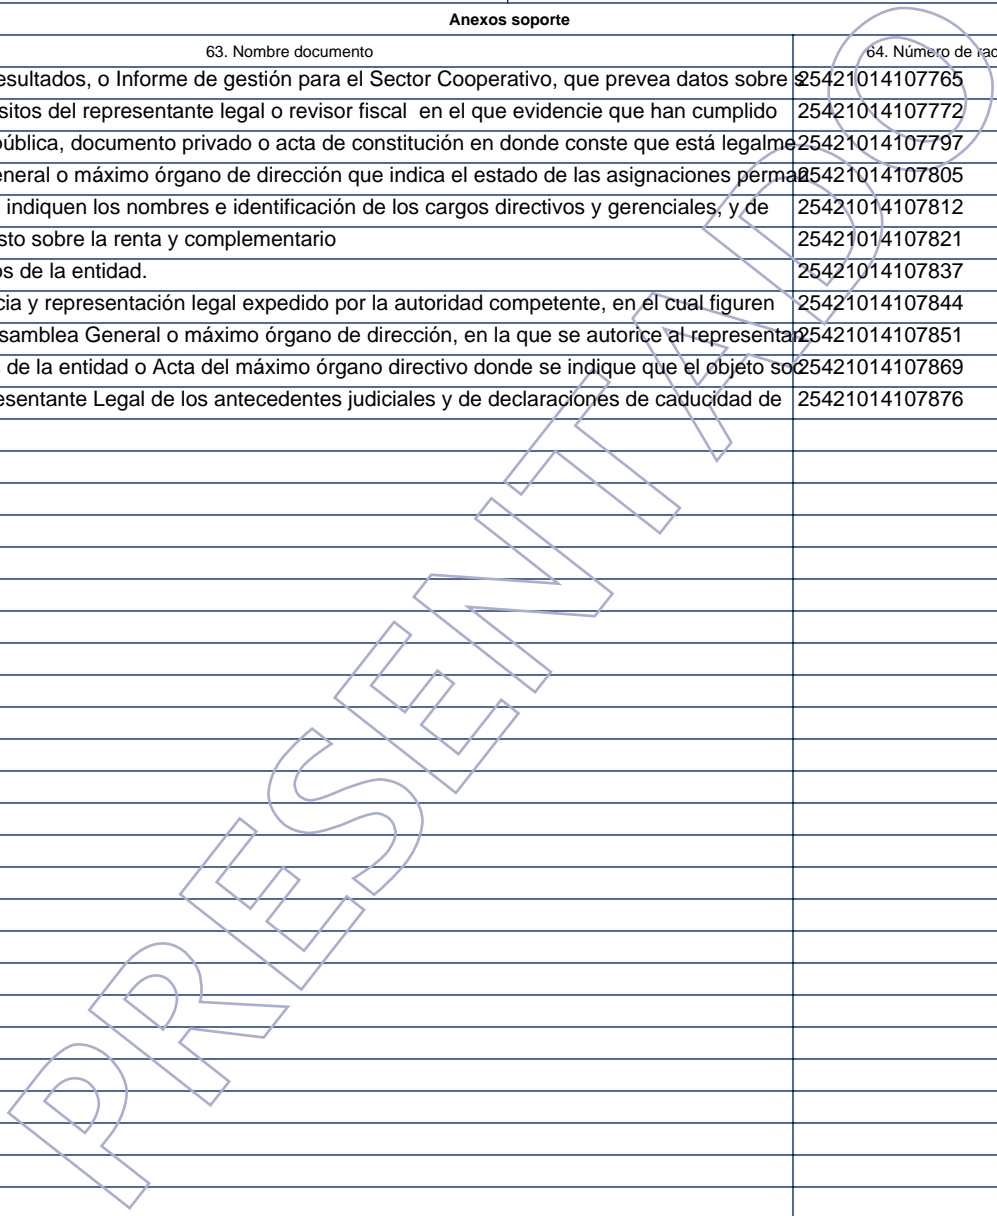 Anexos soporte
63. Nombre documento 64. Número de rad
esultados, o Informe de gestión para el Sector Cooperativo, que prevea datos sobre s 25421014107765
sitos del representante legal o revisor fiscal en el que evidencie que han cumplido 25421014107772
pública, documento privado o acta de constitución en donde conste que está legalme 25421014107797
eneral o máximo órgano de dirección que indica el estado de las asignaciones perman 25421014107805
indiquen los nombres e identificación de los cargos directivos y gerenciales, y de 25421014107812
sto sobre la renta y complementario 25421014107821
os de la entidad. 25421014107837
cia y representación legal expedido por la autoridad competente, en el cual figuren 25421014107844
samblea General o máximo órgano de dirección, en la que se autorice al representan 25421014107851
de la entidad o Acta del máximo órgano directivo donde se indique que el objeto soc 25421014107869
esentante Legal de los antecedentes judiciales y de declaraciones de caducidad de 25421014107876
PRESENTADO